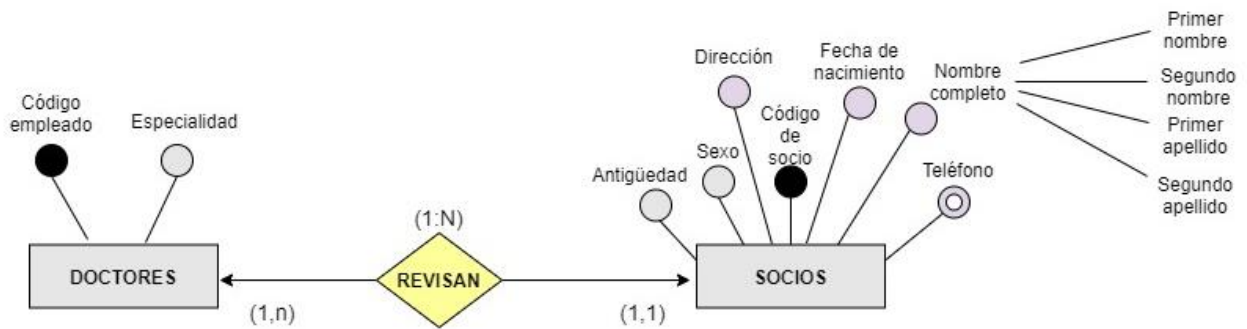 Código
empleado
Especialidad
DOCTORES
(1:N)
REVISAN
(1,n)
(1,1)
Antigüedad
Sexo
Dirección
Código
de
socio
Fecha de
nacimiento
Nombre
completo
Teléfono
SOCIOS
Primer
nombre
Segundo
nombre
Primer
apellido
Segundo
apellido